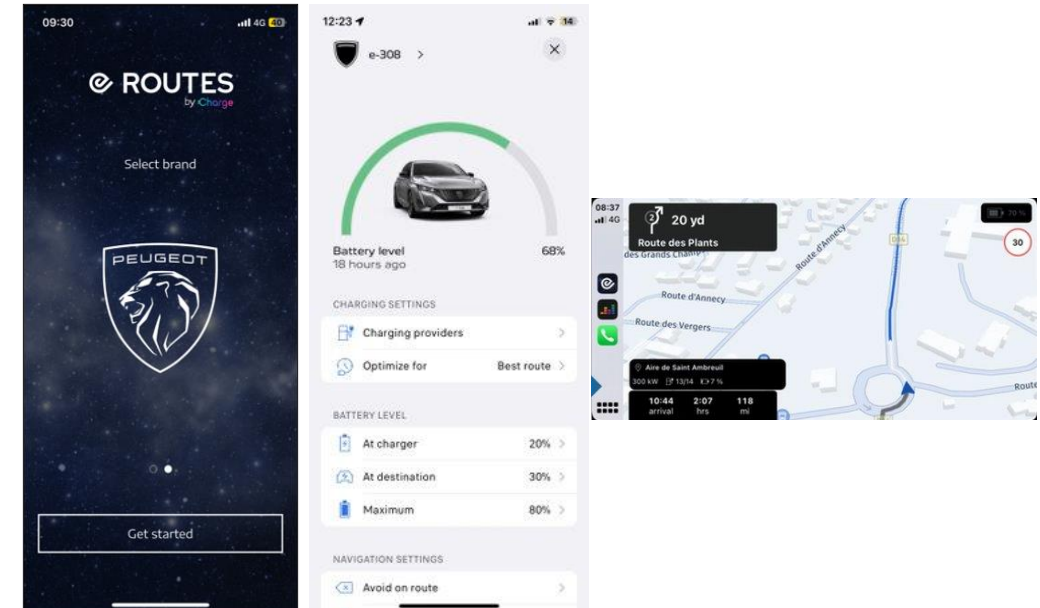 09:30
4G 40
ROUTES
by Charge
Select brand
PEUGEOT
Get started
12:23
14
e-308 >
Battery level 68%
18 hours ago
CHARGING SETTINGS
Charging providers >
Optimize for Best route >
BATTERY LEVEL
At charger 20% >
At destination 30% >
Maximum 80% >
NAVIGATION SETTINGS
Avoid on route >
08:37
4G
2 20 yd
Route des Plants
des Grands
Route d'Annecy
D14
70 %
30
Route d'Annecy
Route des Vergers
Route
Aire de Saint Ambreuil
300 kW 13/14 7 %
10:44 2:07 118
arrival hrs mi